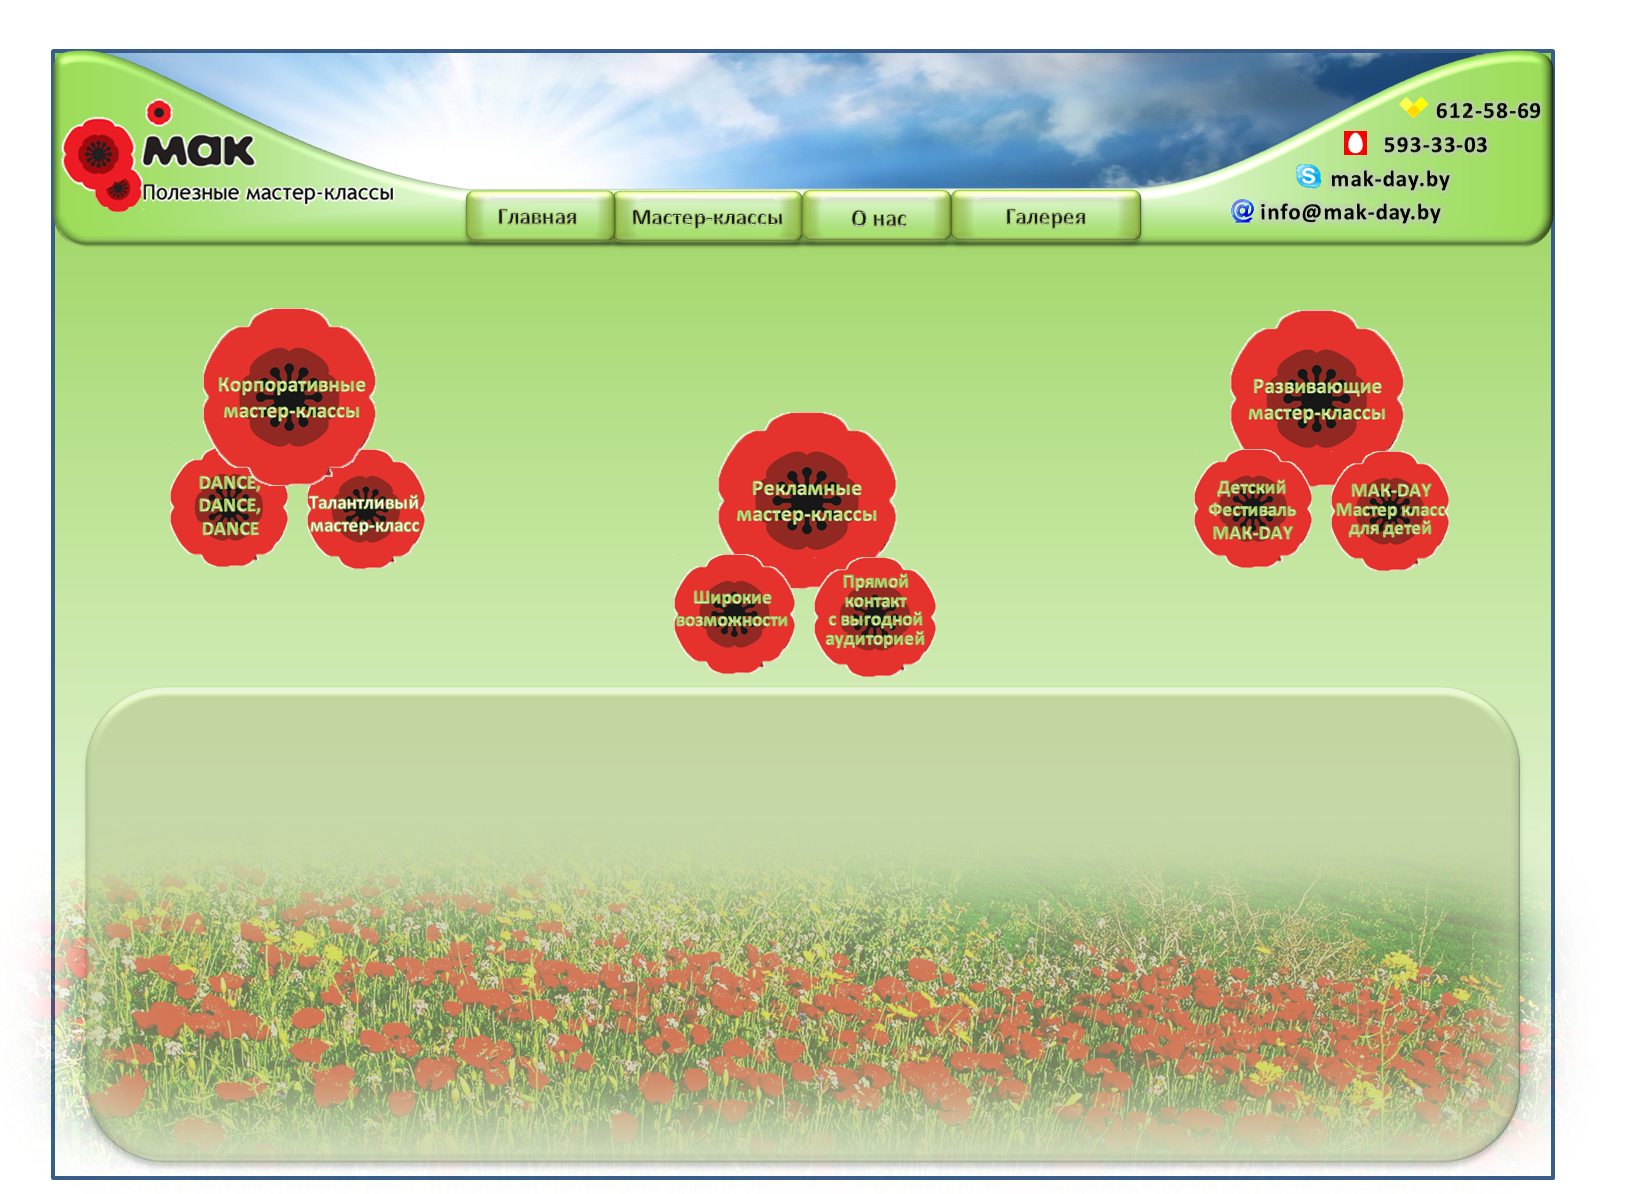 мак
Полезные мастер-классы
612-58-69
593-33-03
mak-day.by
@ info@mak-day.by
Главная
Мастер-классы
О нас
Галерея
Корпоративные
мастер-классы
DANCE,
DANCE,
DANCE
Талантливый
мастер-класс
Рекламные
мастер-классы
Широкие
возможности
Прямой
контакт
с выгодной
аудиторией
Развивающие
мастер-классы
Детский
Фестиваль
MAK-DAY
MAK-DAY
Мастер класс
для детей